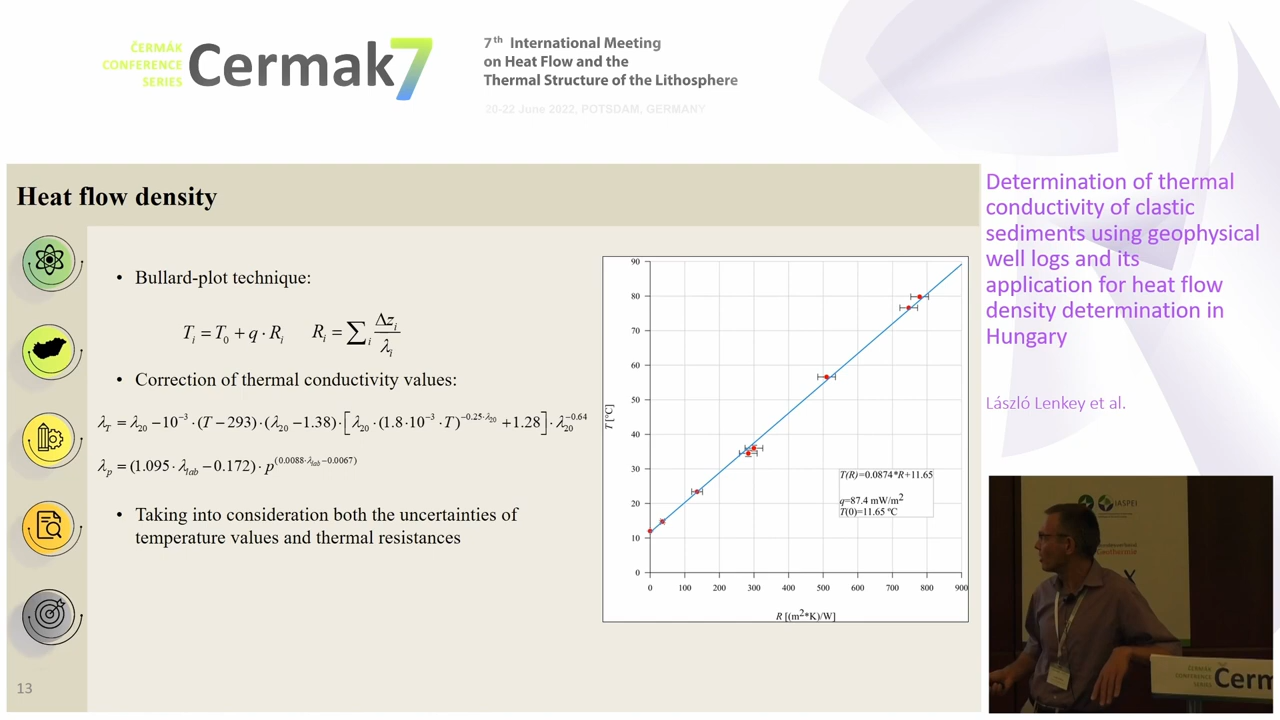 ČERMÁK
CONFERENCE
SERIES
Cermak7
7th International Meeting
on Heat Flow and the
Thermal Structure of the Lithosphere
20-22 June 2022, POTSDAM, GERMANY
Heat flow density
• Bullard-plot technique:
T_i = T_0 + q · R_i    R_i = ∑_i Δz_i / λ_i
• Correction of thermal conductivity values:
λ_T = λ_20 − 10^−3 · (T − 293) · (λ_20 − 1.38) · [λ_20 · (1.8·10^−3 · T)^−0.25·λ_20 + 1.28] · λ_20^−0.64
λ_p = (1.095 · λ_lab − 0.172) · p^(0.0088·λ_lab−0.0067)
• Taking into consideration both the uncertainties of
temperature values and thermal resistances
13
90
80
70
60
50
40
30
20
10
0
T [°C]
T(R)=0.0874*R+11.65
q=87.4 mW/m2
T(0)=11.65 °C
0 100 200 300 400 500 600 700 800 900
R [(m2*K)/W]
Determination of thermal
conductivity of clastic
sediments using geophysical
well logs and its
application for heat flow
density determination in
Hungary
László Lenkey et al.
IASPEI
ČERMÁK
CONFERENCE
SERIES
Čerm